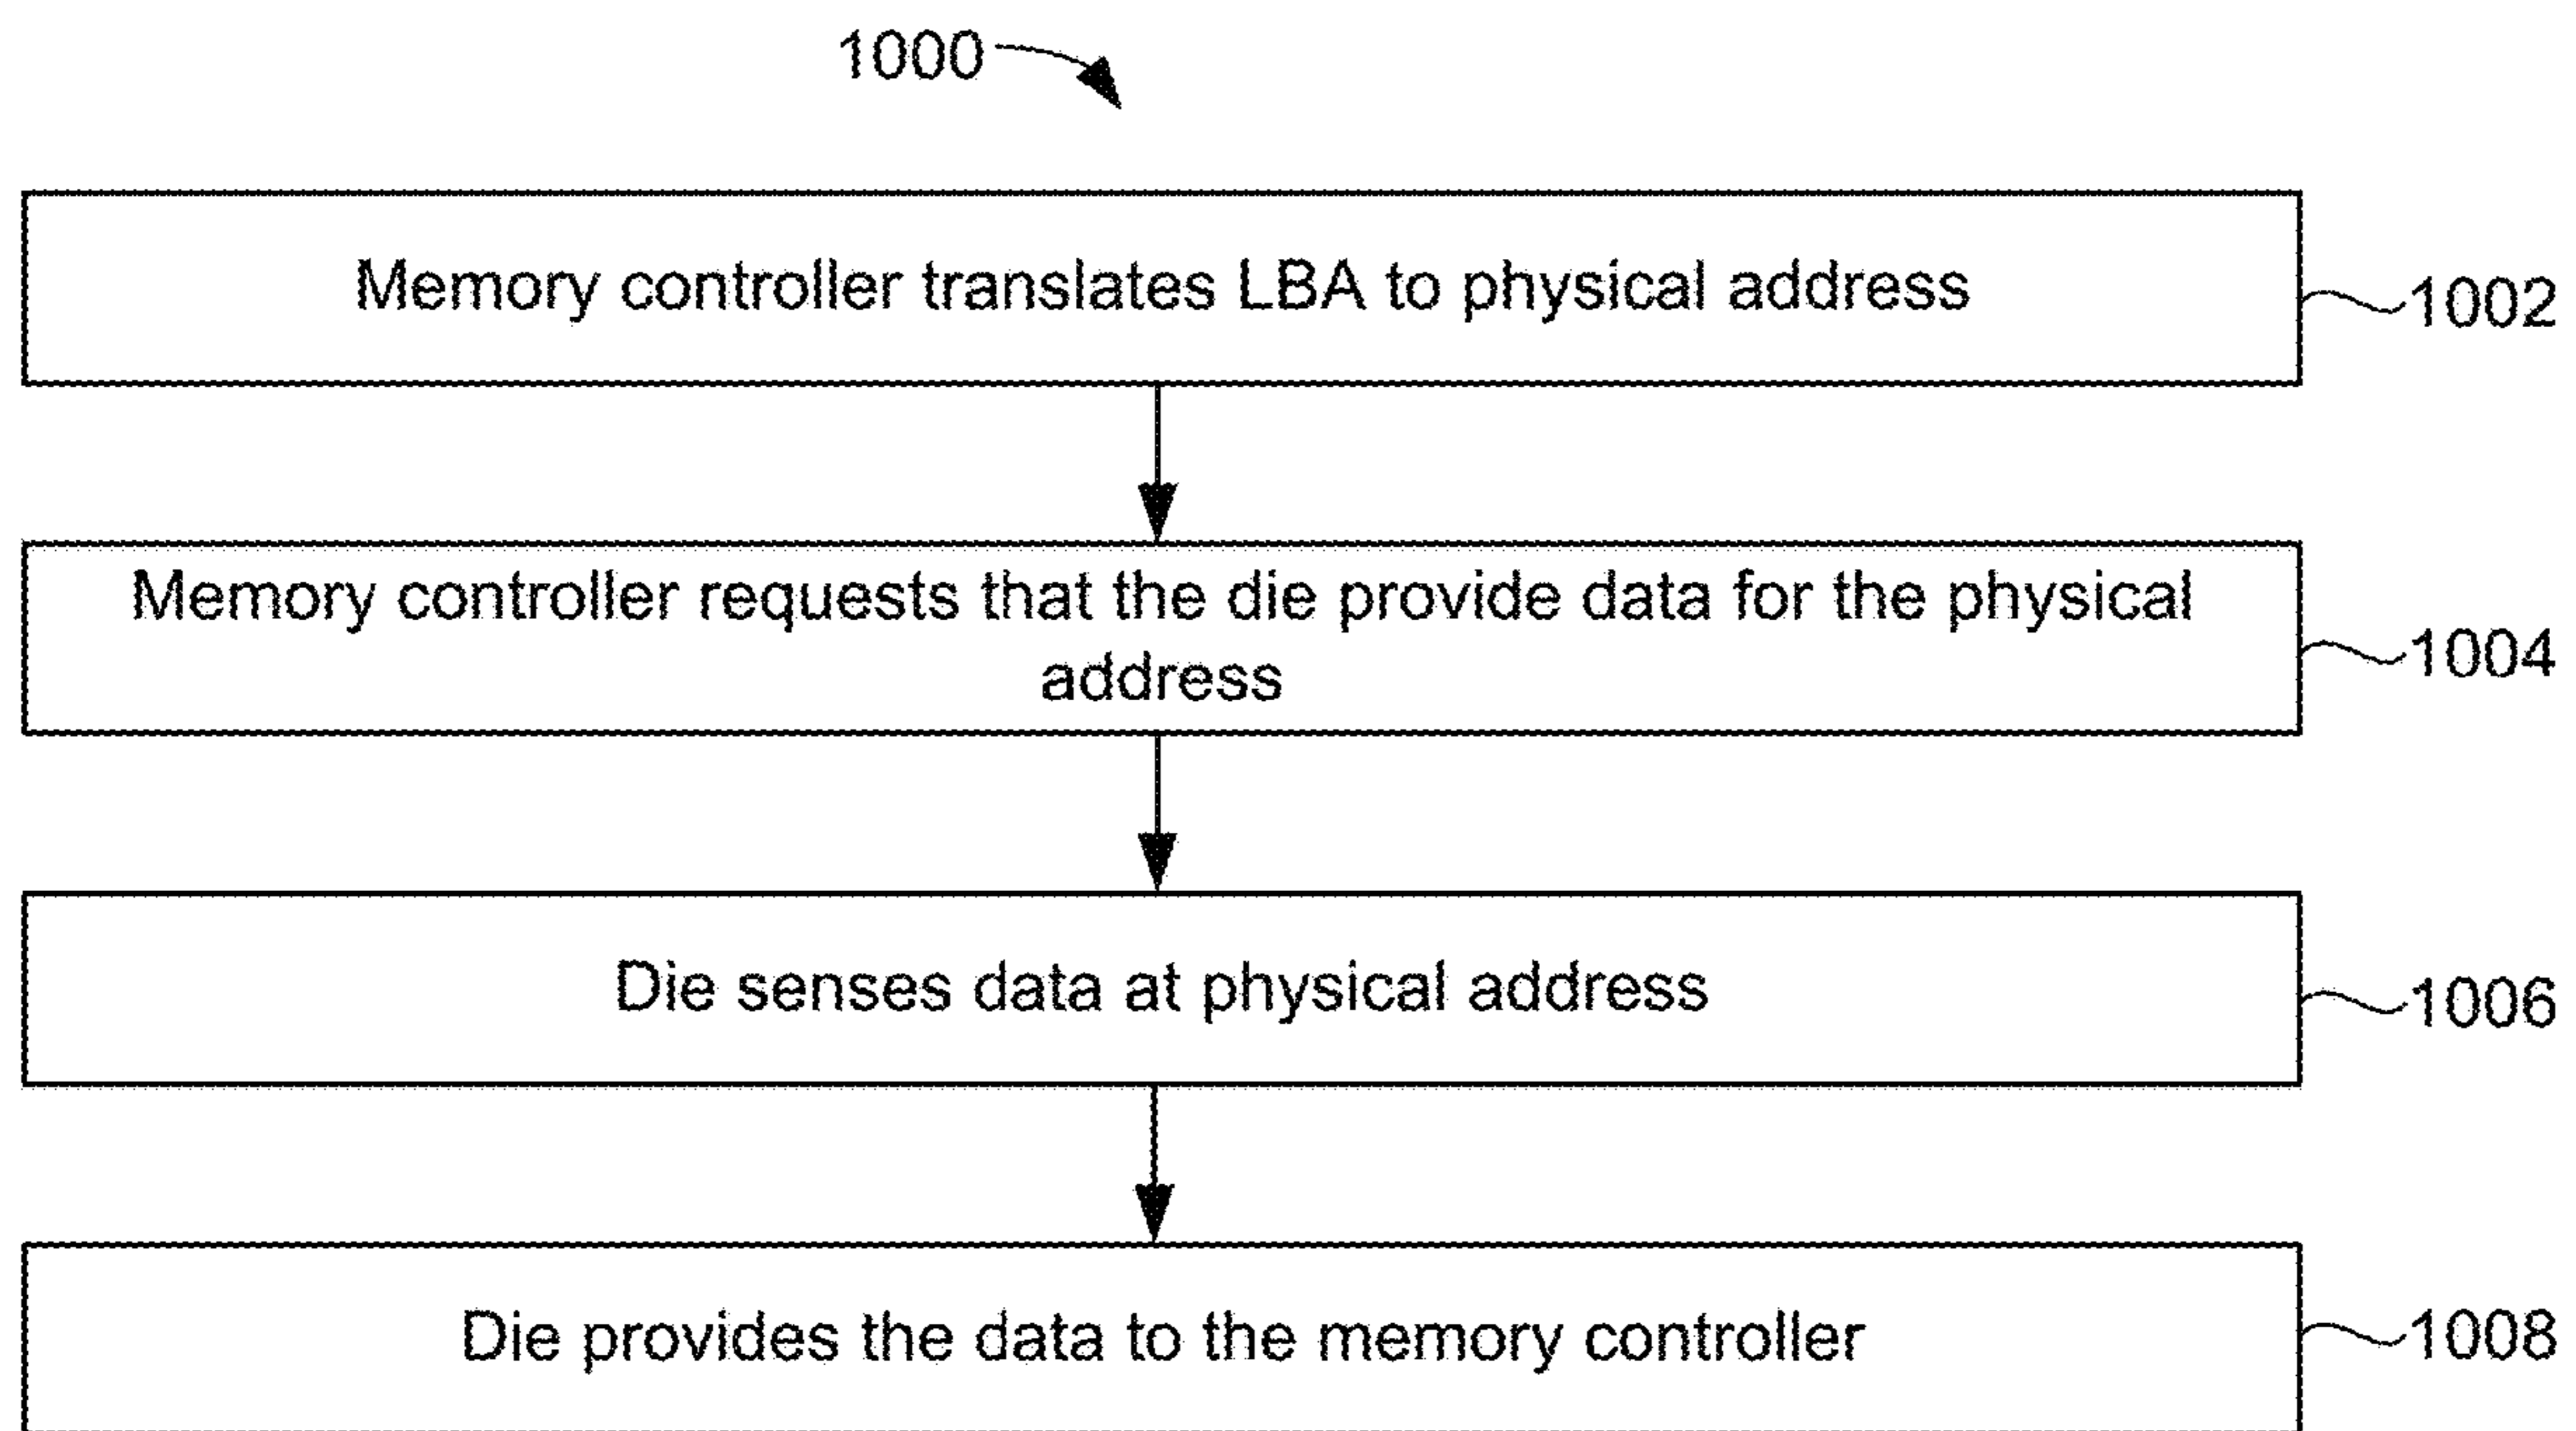 1000
Memory controller translates LBA to physical address
1002
Memory controller requests that the die provide data for the physical
address
1004
Die senses data at physical address
1006
Die provides the data to the memory controller
1008